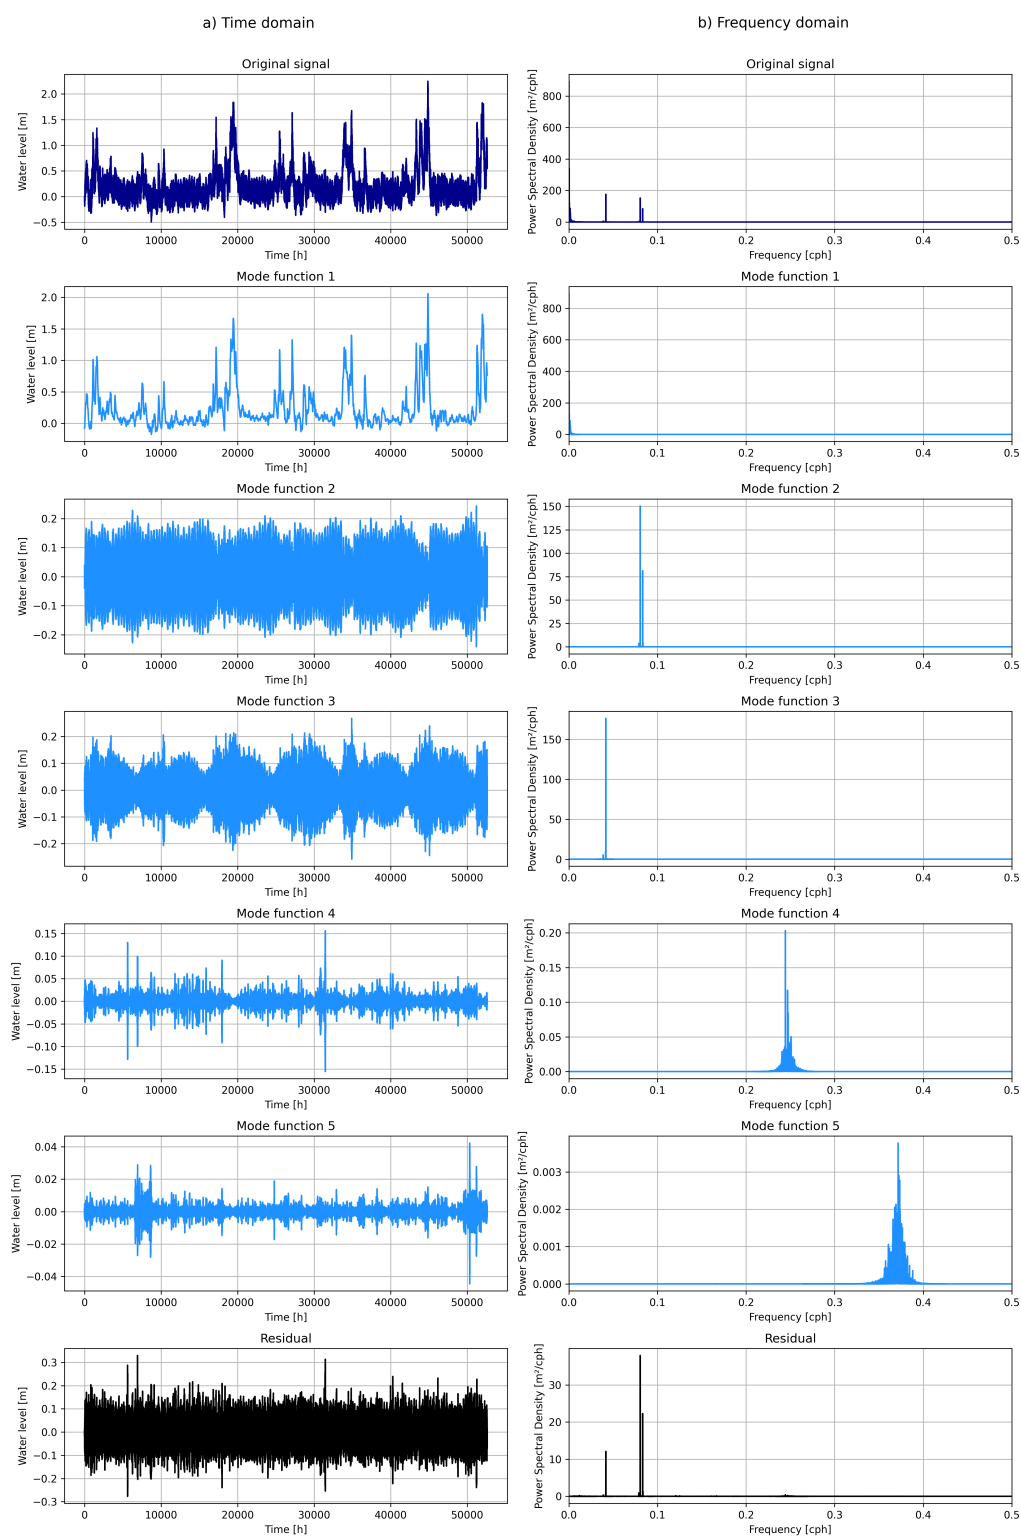 a) Time domain
b) Frequency domain
Original signal
Water level [m]
2.0
1.5
1.0
0.5
0.0
−0.5
0 10000 20000 30000 40000 50000
Time [h]
Original signal
Power Spectral Density [m²/cph]
800
600
400
200
0
0.0 0.1 0.2 0.3 0.4 0.5
Frequency [cph]
Mode function 1
Water level [m]
2.0
1.5
1.0
0.5
0.0
0 10000 20000 30000 40000 50000
Time [h]
Mode function 1
Power Spectral Density [m²/cph]
800
600
400
200
0
0.0 0.1 0.2 0.3 0.4 0.5
Frequency [cph]
Mode function 2
Water level [m]
0.2
0.1
0.0
−0.1
−0.2
0 10000 20000 30000 40000 50000
Time [h]
Mode function 2
Power Spectral Density [m²/cph]
150
125
100
75
50
25
0
0.0 0.1 0.2 0.3 0.4 0.5
Frequency [cph]
Mode function 3
Water level [m]
0.2
0.1
0.0
−0.1
−0.2
0 10000 20000 30000 40000 50000
Time [h]
Mode function 3
Power Spectral Density [m²/cph]
150
100
50
0
0.0 0.1 0.2 0.3 0.4 0.5
Frequency [cph]
Mode function 4
Water level [m]
0.15
0.10
0.05
0.00
−0.05
−0.10
−0.15
0 10000 20000 30000 40000 50000
Time [h]
Mode function 4
Power Spectral Density [m²/cph]
0.20
0.15
0.10
0.05
0.00
0.0 0.1 0.2 0.3 0.4 0.5
Frequency [cph]
Mode function 5
Water level [m]
0.04
0.02
0.00
−0.02
−0.04
0 10000 20000 30000 40000 50000
Time [h]
Mode function 5
Power Spectral Density [m²/cph]
0.003
0.002
0.001
0.000
0.0 0.1 0.2 0.3 0.4 0.5
Frequency [cph]
Residual
Water level [m]
0.3
0.2
0.1
0.0
−0.1
−0.2
−0.3
0 10000 20000 30000 40000 50000
Time [h]
Residual
Power Spectral Density [m²/cph]
30
20
10
0
0.0 0.1 0.2 0.3 0.4 0.5
Frequency [cph]